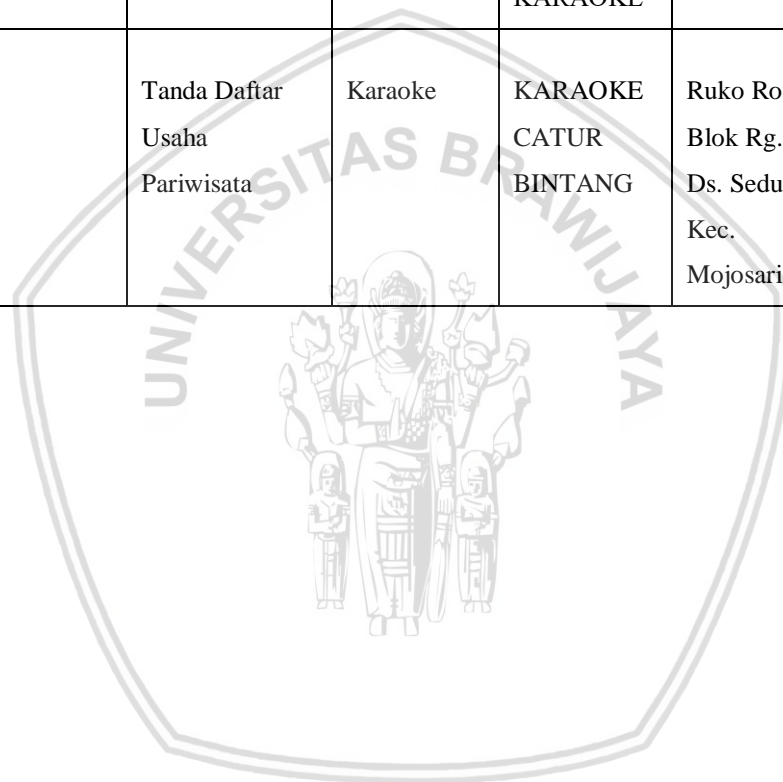 KARAOKE
Tanda Daftar
Usaha
Pariwisata
Karaoke
KARAOKE
CATUR
BINTANG
Ruko Ro
Blok Rg.
Ds. Sedu
Kec.
Mojosari
UNIVERSITAS BRAWIJAYA